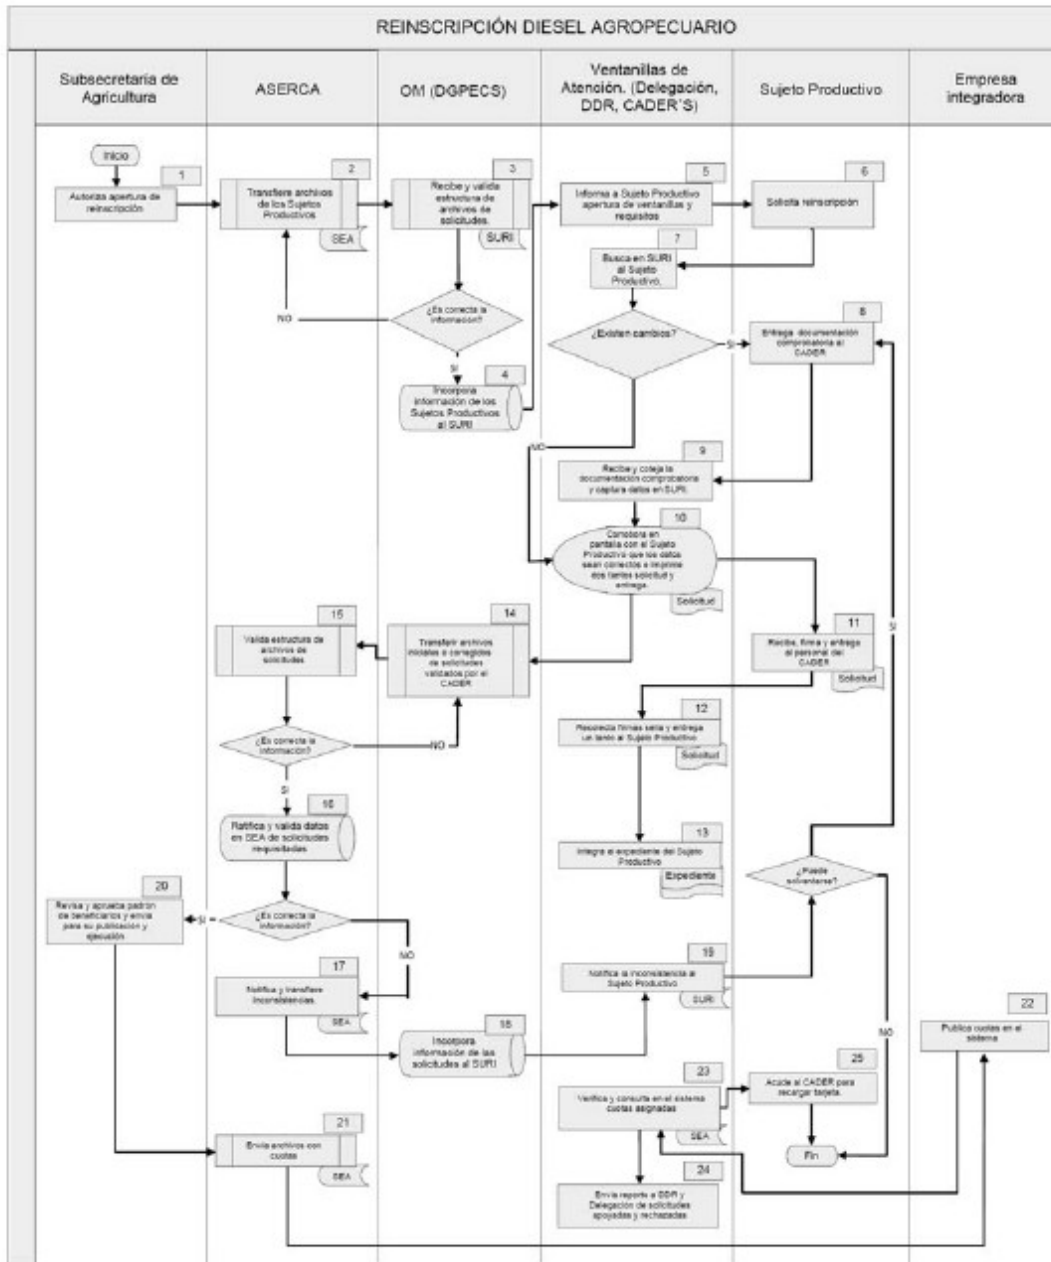 REINSCRIPCIÓN DIESEL AGROPECUARIO
Subsecretaría de
Agricultura
ASERCA
OM (DGPECS)
Ventanillas de
Atención. (Delegación,
DDR, CADER´S)
Sujeto Productivo
Empresa
integradora
Inicio
1
Autoriza apertura de
reinscripción
2
Transfiere archivos
de los Sujetos
Productivos
SEA
3
Recibe y valida
estructura de
archivos de
solicitudes.
SURI
¿Es correcta la
información?
NO
SI
4
Incorpora
información de los
Sujetos Productivos
al SURI
5
Informa a Sujeto Productivo
apertura de ventanillas y
requisitos
6
Solicita reinscripción
7
Busca en SURI
al Sujeto
Productivo.
¿Existen cambios?
SI
NO
8
Entrega documentación
comprobatoria al
CADER
9
Recibe y coteja la
documentación comprobatoria
y captura datos en SURI.
10
Corrobora en
pantalla con el Sujeto
Productivo que los datos
sean correctos e imprime
dos tantos solicitud y
entrega.
Solicitud
11
Recibe, firma y entrega
al personal del
CADER
Solicitud
12
Recolecta firmas sella y entrega
un tanto al Sujeto Productivo
Solicitud
13
Integra el expediente del Sujeto
Productivo
Expediente
14
Transferir archivos
iniciales o corregidos
de solicitudes
validados por el
CADER
15
Valida estructura de
archivos de
solicitudes
¿Es correcta la
información?
NO
SI
16
Ratifica y valida datos
en SEA de solicitudes
requisitadas
¿Es correcta la
información?
SI
NO
17
Notifica y transfiere
inconsistencias.
SEA
18
Incorpora
información de las
solicitudes al SURI
19
Notifica la inconsistencia al
Sujeto Productivo
SURI
¿Puede
solventarse?
SI
NO
20
Revisa y aprueba padrón
de beneficiarios y envía
para su publicación y
ejecución
21
Envía archivos con
cuotas
SEA
22
Publica cuotas en el
sistema
23
Verifica y consulta en el sistema
cuotas asignadas
SEA
24
Envía reporte a DDR y
Delegación de solicitudes
apoyadas y rechazadas
25
Acude al CADER para
recargar tarjeta.
Fin